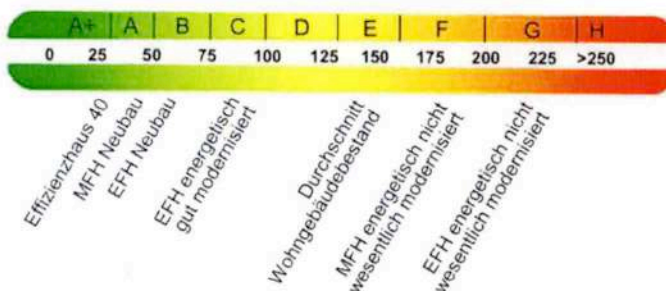 A+ A B C D E F G H
0 25 50 75 100 125 150 175 200 225 >250
Effizienzhaus 40
MFH Neubau
EFH Neubau
EFH energetisch
gut modernisiert
Durchschnitt
Wohngebäudebestand
MFH energetisch nicht
wesentlich modernisiert
EFH energetisch nicht
wesentlich modernisiert